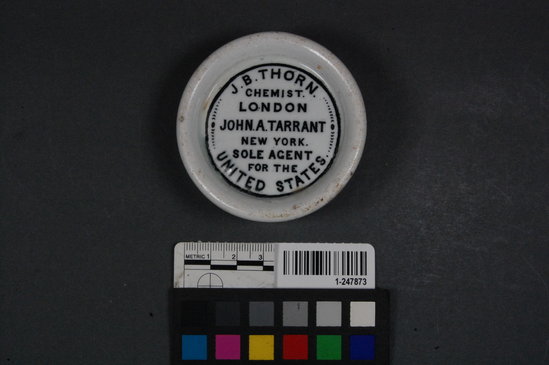 J.B. THORN.
CHEMIST.
LONDON
JOHN.A.TARRANT
NEW YORK.
SOLE AGENT
FOR THE
UNITED STATES.
METRIC 1 2 3
1-247873